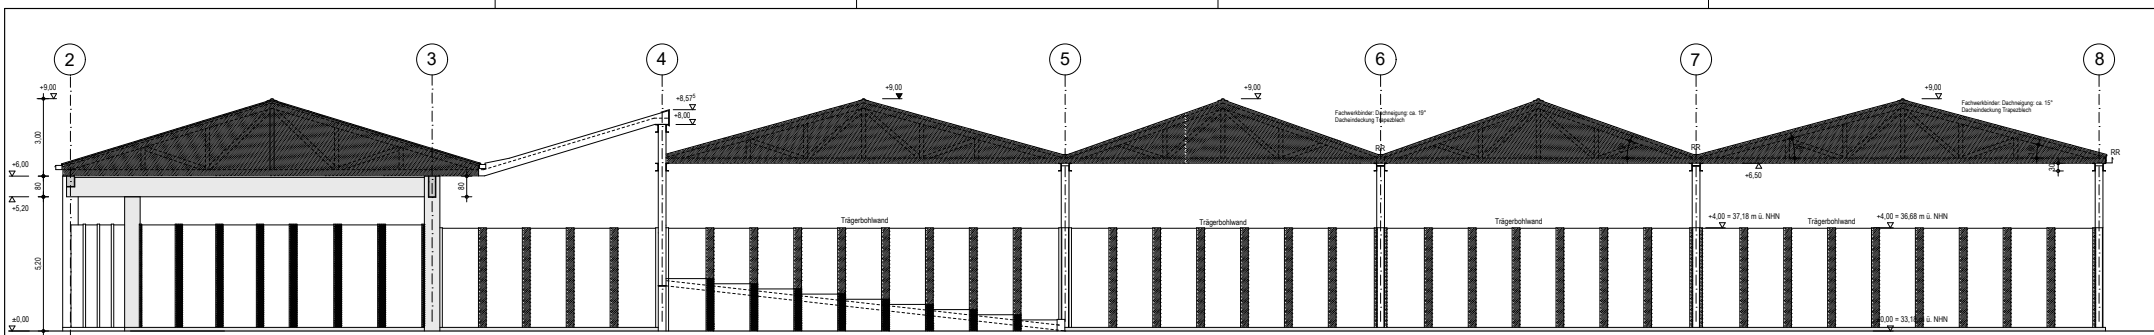 2
3
4
5
6
7
8
+9,00
3,00
+6,00
80
+5,20
5,20
±0,00
80
+8,57⁵
+8,00
+9,00
+9,00
Fachwerkbinder: Dachneigung: ca. 19°
Dacheindeckung Trapezblech
+9,00
Fachwerkbinder: Dachneigung: ca. 15°
Dacheindeckung Trapezblech
RR
RR
RR
+6,50
30
Trägerbohlwand
Trägerbohlwand
Trägerbohlwand
+4,00 = 37,18 m ü. NHN
Trägerbohlwand
+4,00 = 36,68 m ü. NHN